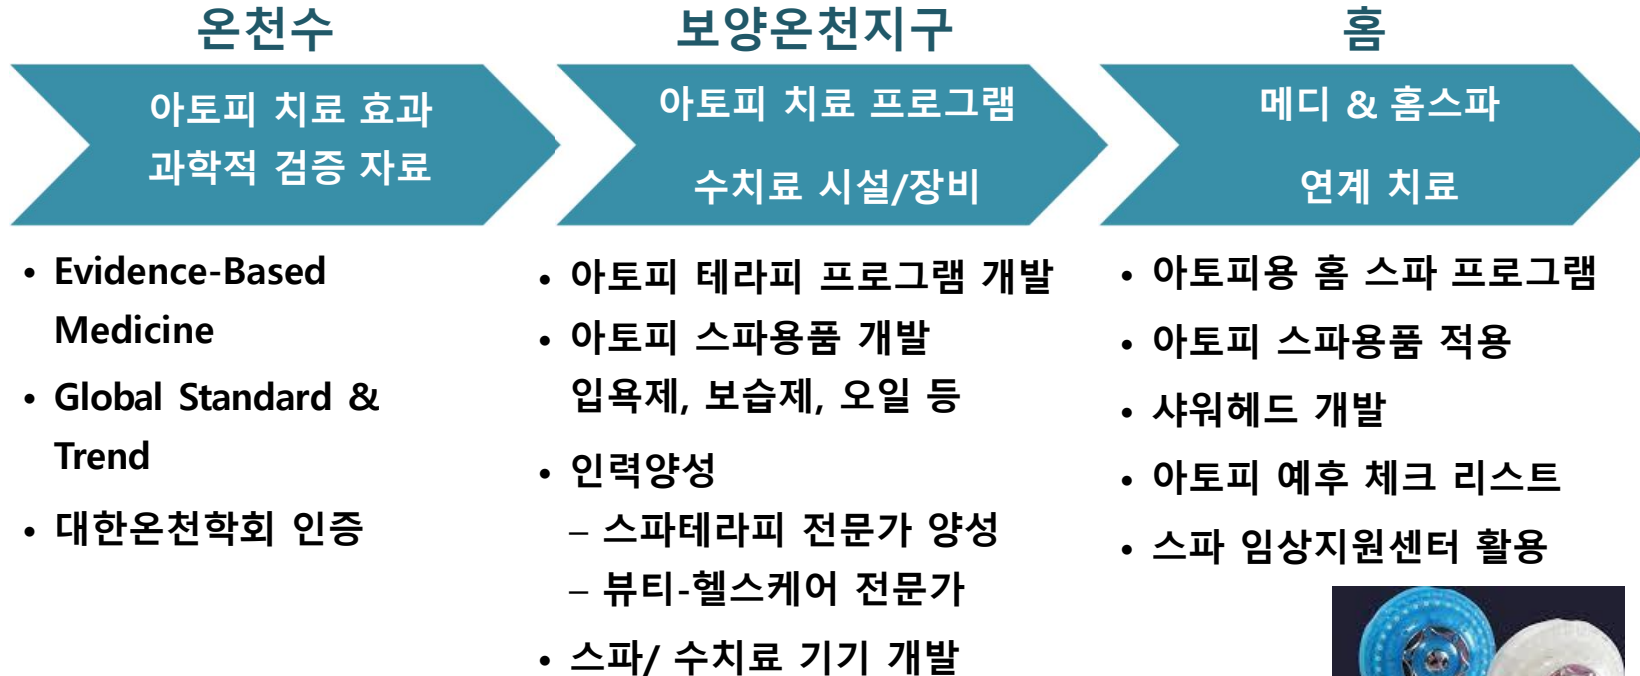 온천수
아토피 치료 효과
과학적 검증 자료
• Evidence-Based
Medicine
• Global Standard &
Trend
• 대한온천학회 인증
보양온천지구
아토피 치료 프로그램
수치료 시설/장비
• 아토피 테라피 프로그램 개발
• 아토피 스파용품 개발
입욕제, 보습제, 오일 등
• 인력양성
– 스파테라피 전문가 양성
– 뷰티-헬스케어 전문가
• 스파/ 수치료 기기 개발
홈
메디 & 홈스파
연계 치료
• 아토피용 홈 스파 프로그램
• 아토피 스파용품 적용
• 샤워헤드 개발
• 아토피 예후 체크 리스트
• 스파 임상지원센터 활용